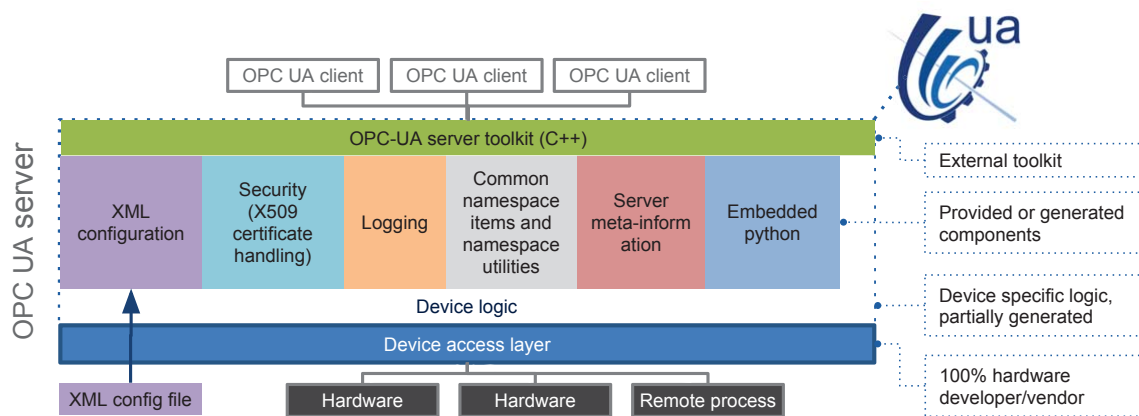 ua
OPC UA client
OPC UA client
OPC UA client
OPC UA server
OPC-UA server toolkit (C++)
External toolkit
XML
configuration
Security
(X509
certificate
handling)
Logging
Common
namespace
items and
namespace
utilities
Server
meta-inform
ation
Embedded
python
Provided or generated
components
Device logic
Device specific logic,
partially generated
Device access layer
XML config file
Hardware
Hardware
Remote process
100% hardware
developer/vendor